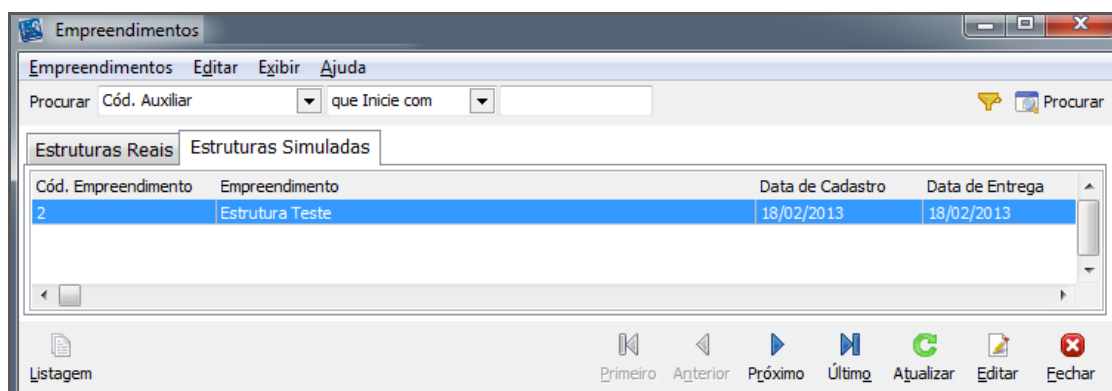 Empreendimentos
Empreendimentos Editar Exibir Ajuda
Procurar Cód. Auxiliar que Inicie com Procurar
Estruturas Reais Estruturas Simuladas
Cód. Empreendimento Empreendimento Data de Cadastro Data de Entrega
2 Estrutura Teste 18/02/2013 18/02/2013
Listagem Primeiro Anterior Próximo Último Atualizar Editar Fechar